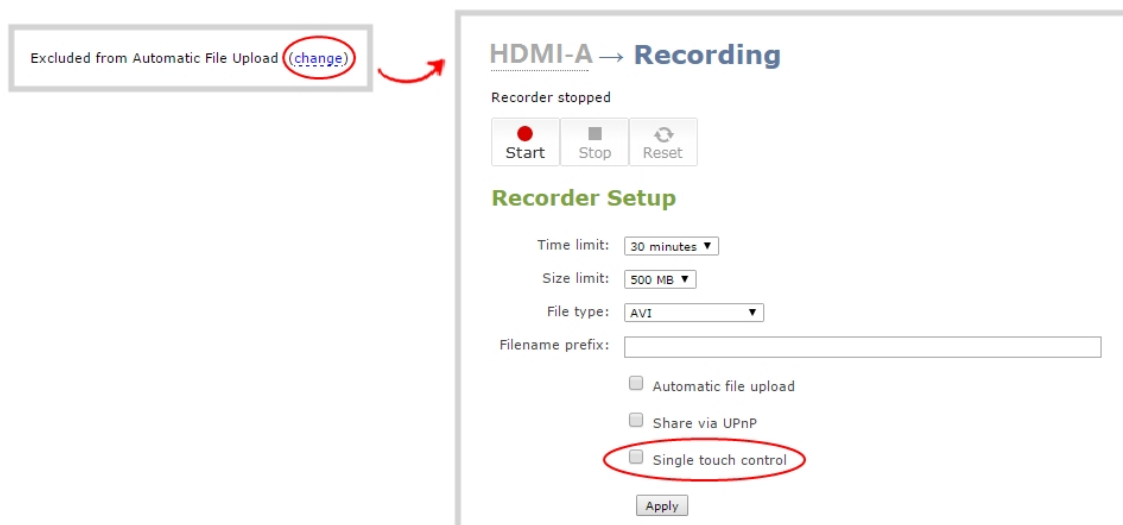 Excluded from Automatic File Upload (change)
HDMI-A → Recording
Recorder stopped
Start Stop Reset
Recorder Setup
Time limit: 30 minutes ▼
Size limit: 500 MB ▼
File type: AVI ▼
Filename prefix:
Automatic file upload
Share via UPnP
Single touch control
Apply